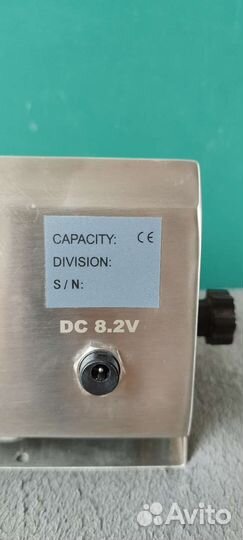 CAPACITY: CE
DIVISION:
S / N:
DC 8.2V
Avito